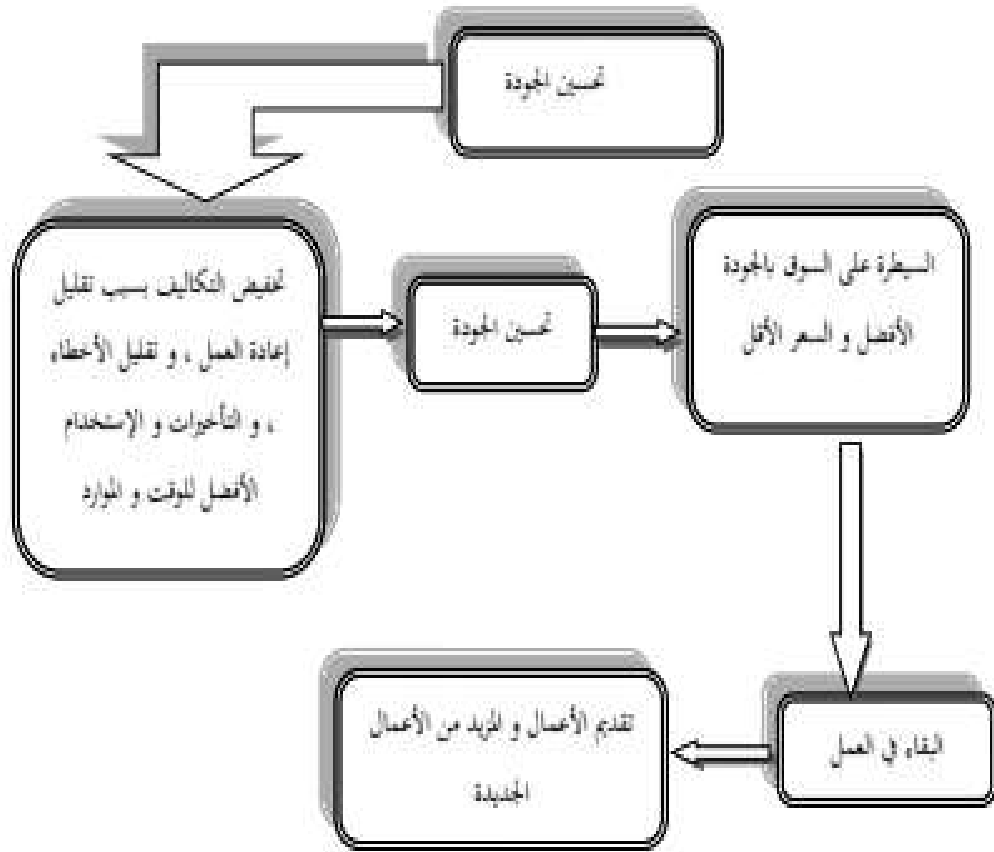 تحسين الجودة
تخفيض التكاليف بسبب تقليل
إعادة العمل ، و تقليل الأخطاء
، و التأخيرات و الإستخدام
الأفضل للوقت و الموارد
تحسين الجودة
السيطرة على السوق بالجودة
الأفضل و السعر الأقل
البقاء في العمل
تقديم الأعمال و المزيد من الأعمال
الجديدة